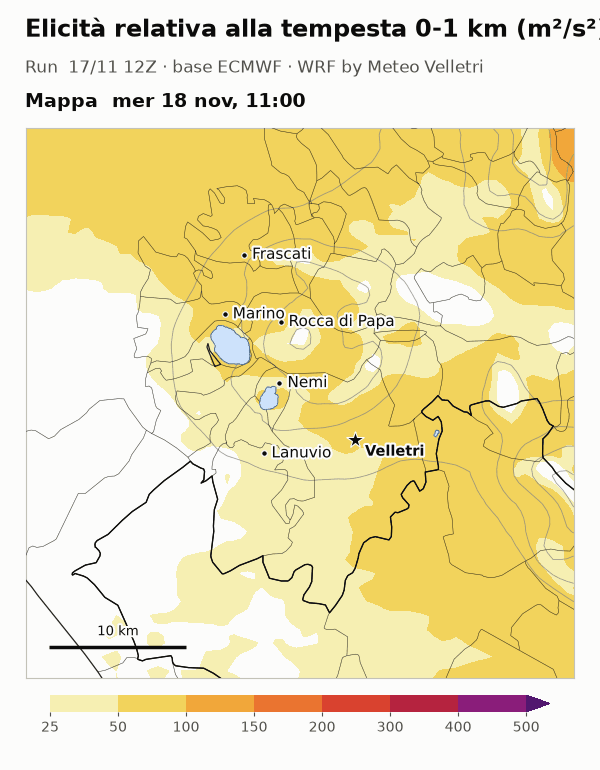 Elicità relativa alla tempesta 0-1 km (m²/s²)
Run 17/11 12Z · base ECMWF · WRF by Meteo Velletri
Mappa mer 18 nov, 11:00
Frascati
Marino
Rocca di Papa
Nemi
Velletri
Lanuvio
10 km
25 50 100 150 200 300 400 500